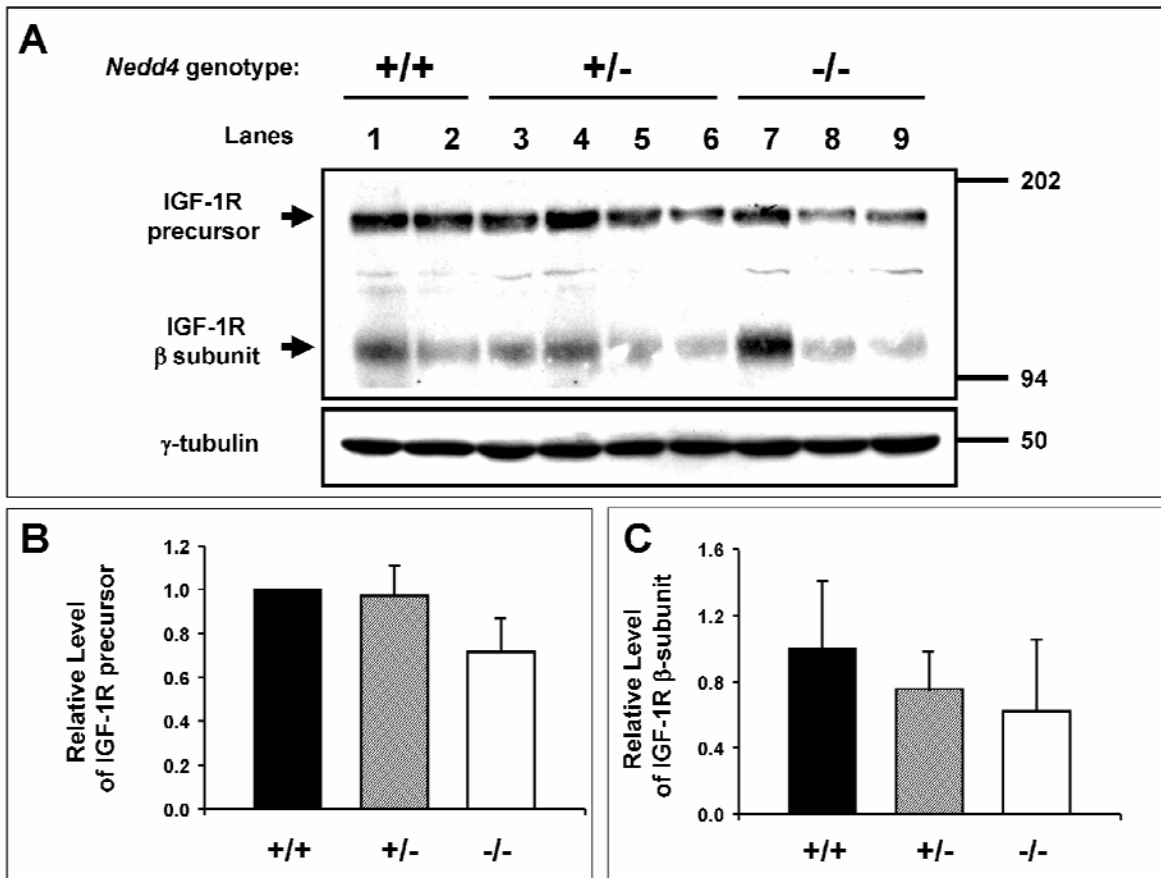 A
Nedd4 genotype: +/+ +/- -/-
Lanes 1 2 3 4 5 6 7 8 9
IGF-1R
precursor
202
IGF-1R
β subunit
94
γ-tubulin
50
B
Relative Level
of IGF-1R precursor
1.2
1.0
0.8
0.6
0.4
0.2
0.0
+/+ +/- -/-
C
Relative Level
of IGF-1R β-subunit
1.6
1.2
0.8
0.4
0.0
+/+ +/- -/-